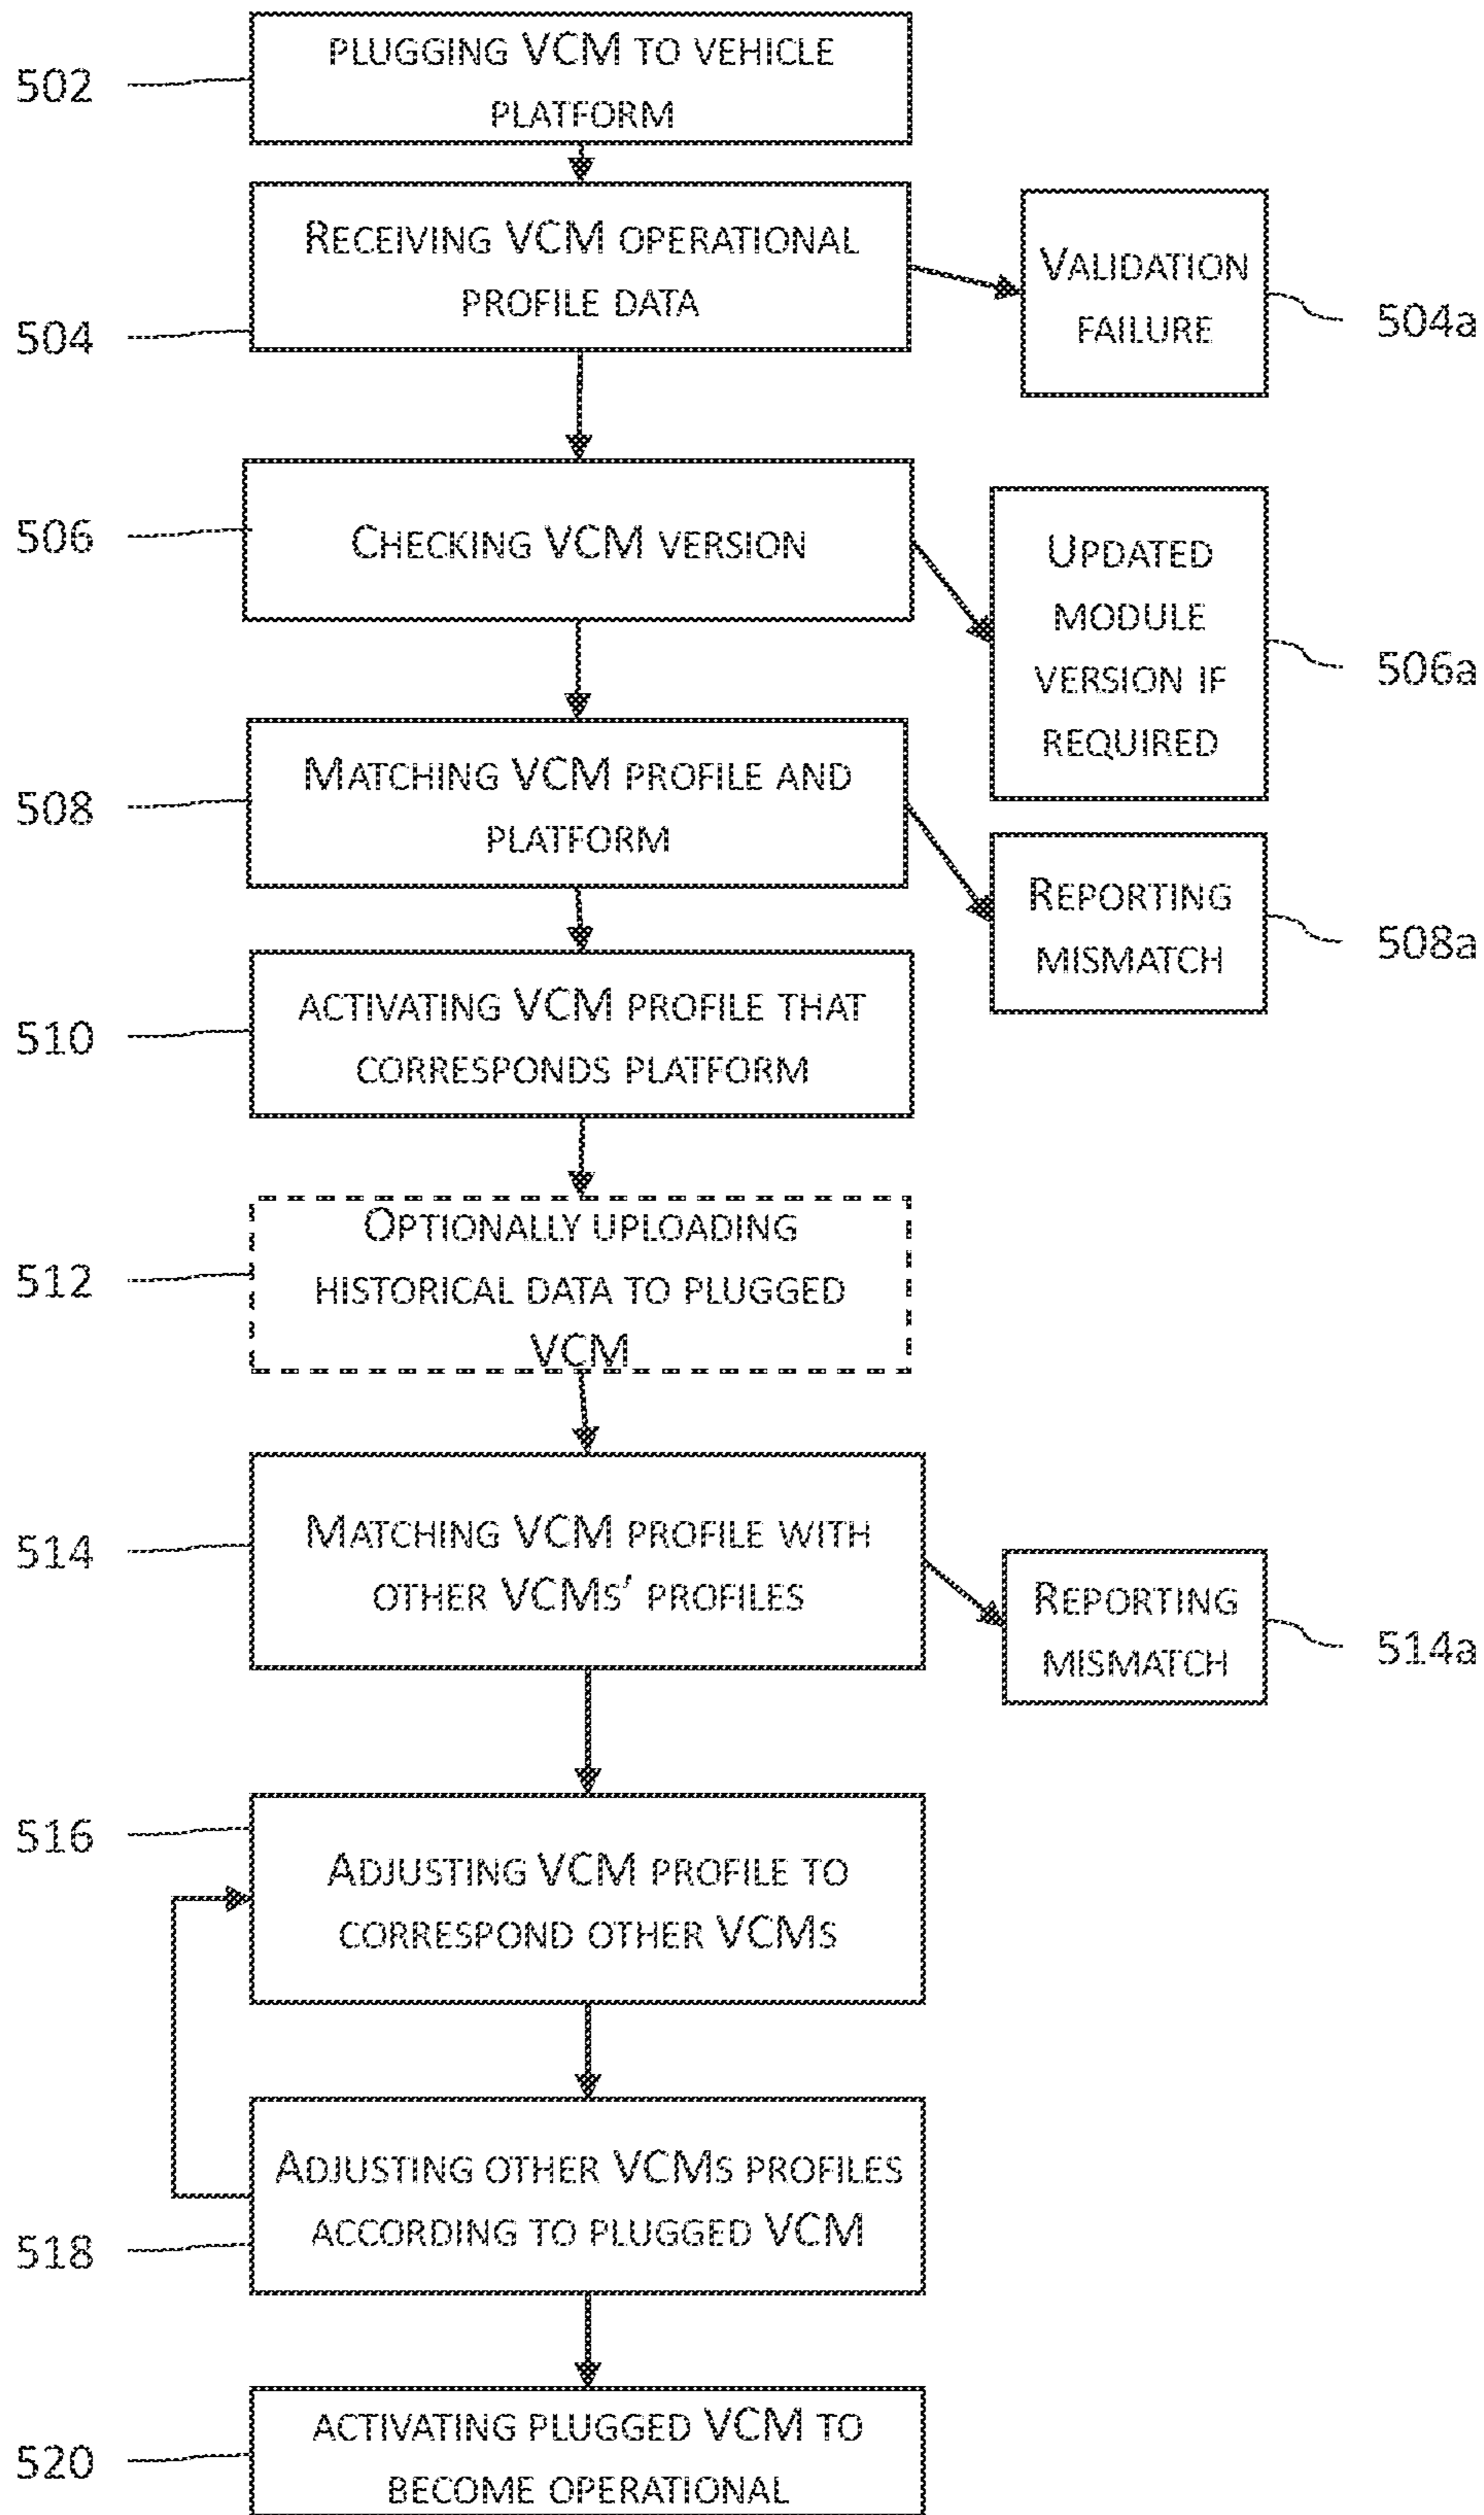 502
PLUGGING VCM TO VEHICLE
PLATFORM
504
RECEIVING VCM OPERATIONAL
PROFILE DATA
VALIDATION
FAILURE
504a
506
CHECKING VCM VERSION
UPDATED
MODULE
VERSION IF
REQUIRED
506a
508
MATCHING VCM PROFILE AND
PLATFORM
REPORTING
MISMATCH
508a
510
ACTIVATING VCM PROFILE THAT
CORRESPONDS PLATFORM
512
OPTIONALLY UPLOADING
HISTORICAL DATA TO PLUGGED
VCM
514
MATCHING VCM PROFILE WITH
OTHER VCMS' PROFILES
REPORTING
MISMATCH
514a
516
ADJUSTING VCM PROFILE TO
CORRESPOND OTHER VCMS
518
ADJUSTING OTHER VCMS PROFILES
ACCORDING TO PLUGGED VCM
520
ACTIVATING PLUGGED VCM TO
BECOME OPERATIONAL